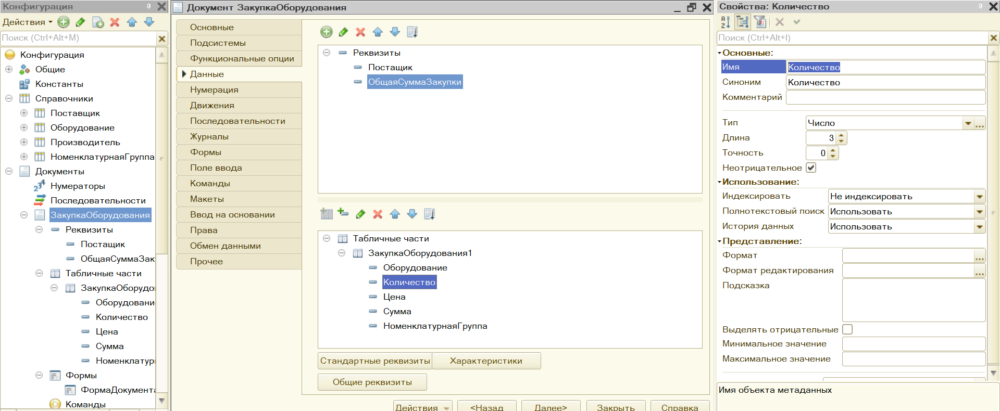 Конфигурация
Действия
Поиск (Ctrl+Alt+M)
Конфигурация
Общие
Константы
Справочники
Поставщик
Оборудование
Производитель
НоменклатурнаяГруппа
Документы
Нумераторы
Последовательности
ЗакупкаОборудования
Реквизиты
Постащик
ОбщаяСуммаЗак
Табличные части
ЗакупкаОборудо
Оборудовани
Количество
Цена
Сумма
Номенклатур
Формы
ФормаДокумента
Команды
Документ ЗакупкаОборудования
Основные
Подсистемы
Функциональные опции
Данные
Нумерация
Движения
Последовательности
Журналы
Формы
Поле ввода
Команды
Макеты
Ввод на основании
Права
Обмен данными
Прочее
Реквизиты
Постащик
ОбщаяСуммаЗакупки
Табличные части
ЗакупкаОборудования1
Оборудование
Количество
Цена
Сумма
НоменклатурнаяГруппа
Стандартные реквизиты
Характеристики
Общие реквизиты
Действия
<Назад
Далее>
Закрыть
Справка
Свойства: Количество
Поиск (Ctrl+Alt+I)
Основные:
Имя Количество
Синоним Количество
Комментарий
Тип Число ...
Длина 3
Точность 0
Неотрицательное
Использование:
Индексировать Не индексировать
Полнотекстовый поиск Использовать
История данных Использовать
Представление:
Формат ...
Формат редактирования ...
Подсказка
Выделять отрицательные
Минимальное значение
Максимальное значение
Имя объекта метаданных